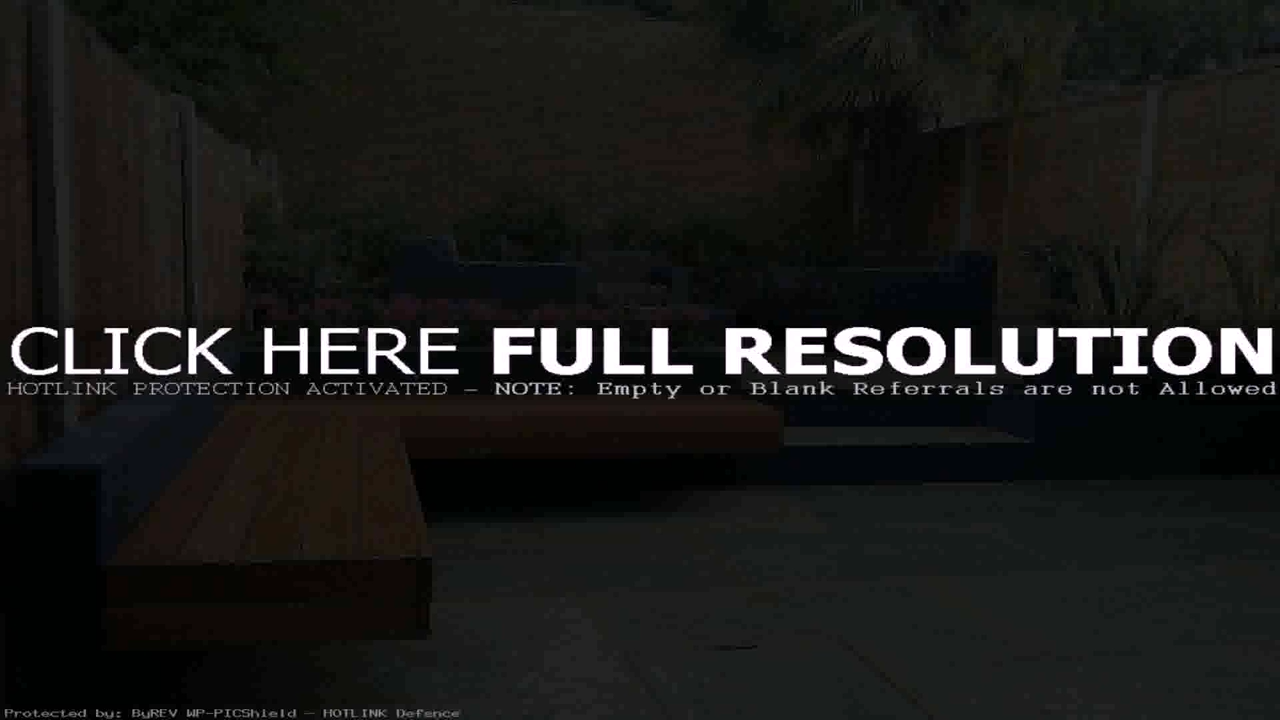 CLICK HERE FULL RESOLUTION
HOTLINK PROTECTION ACTIVATED - NOTE: Empty or Blank Referrals are not Allowed
Protected by: ByREV WP-PICShield - HOTLINK Defence